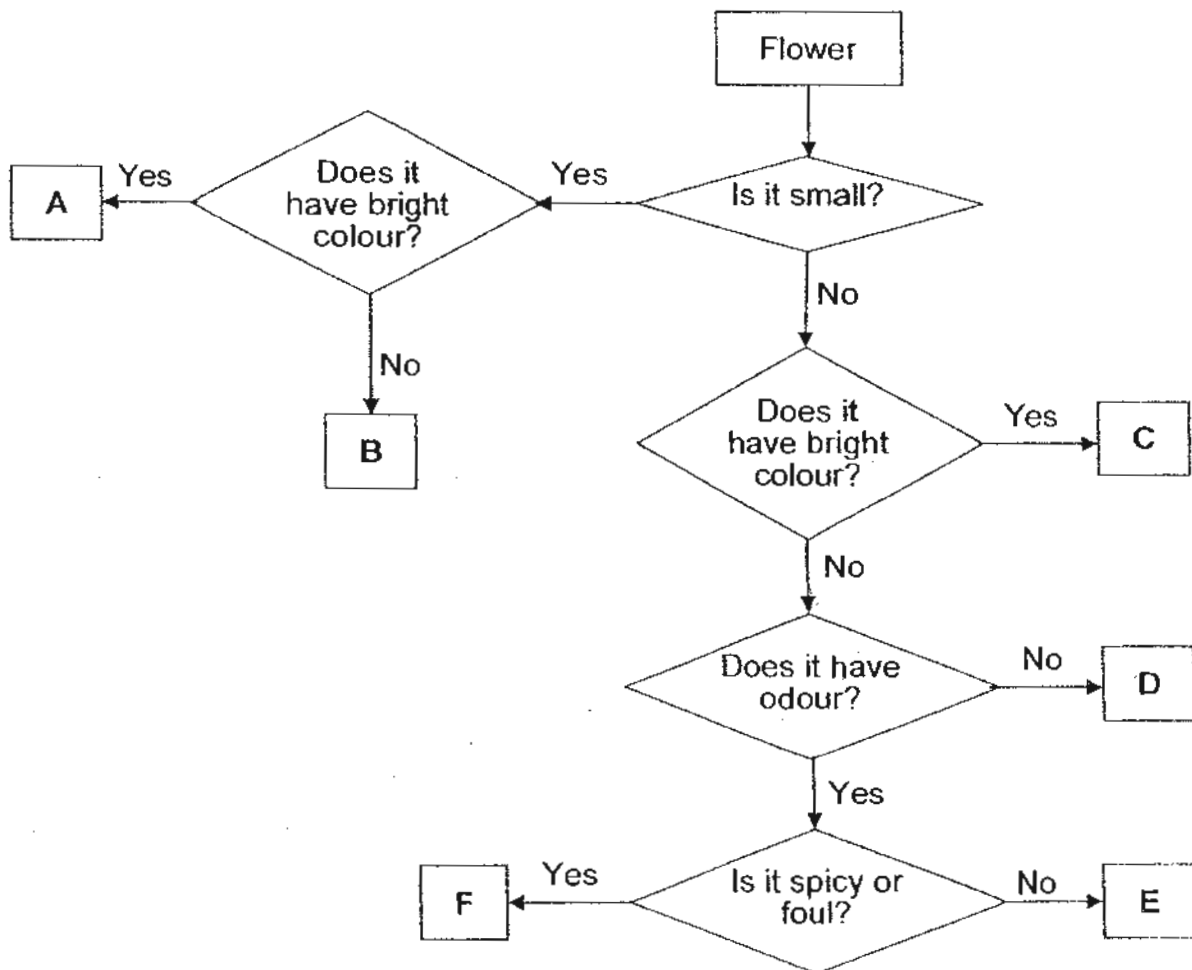 Flower
Is it small?
Yes
Does it
have bright
colour?
Yes
A
No
B
No
Does it
have bright
colour?
Yes
C
No
Does it have
odour?
No
D
Yes
Is it spicy or
foul?
Yes
F
No
E